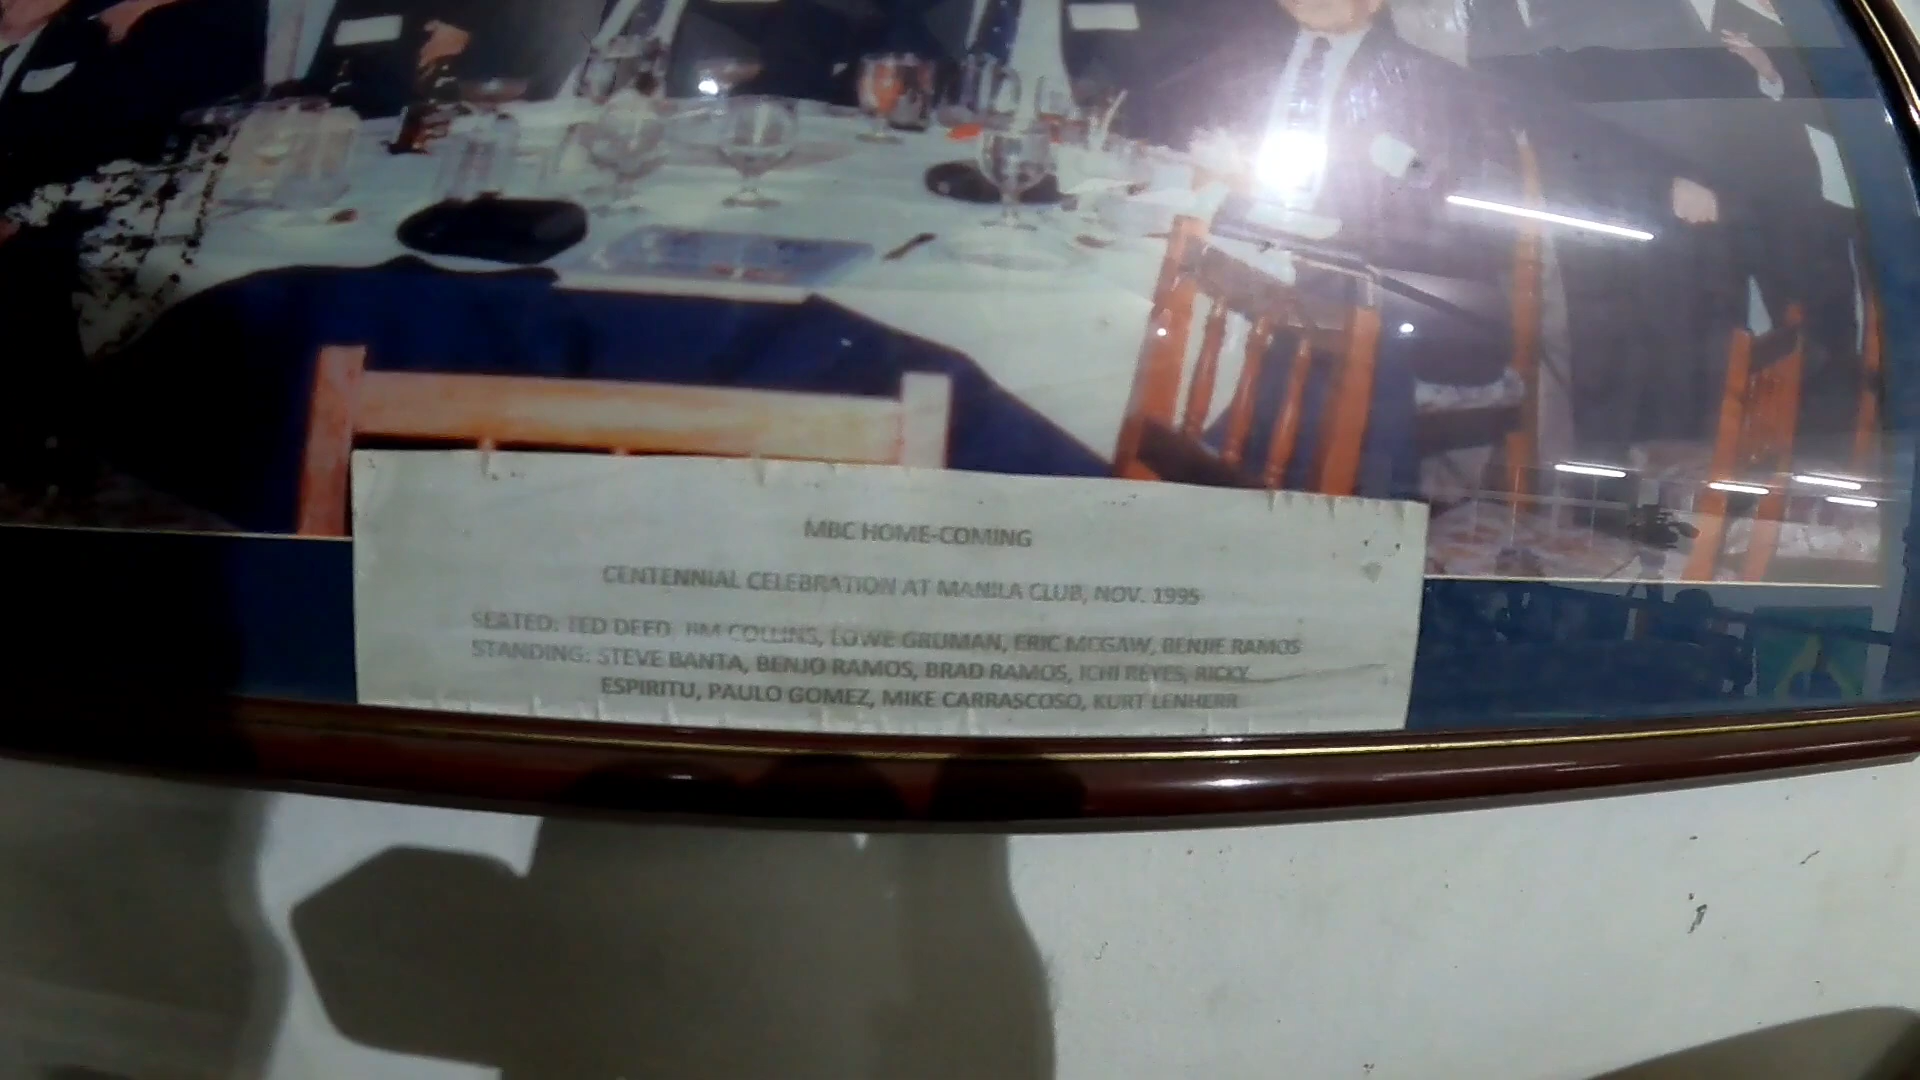 MBC HOME-COMING
CENTENNIAL CELEBRATION AT MANILA CLUB, NOV. 1995
SEATED: TED DEED JIM COLLINS, LOWE GRUMAN, ERIC MCGAW, BENJIE RAMOS
STANDING: STEVE BANTA, BENJO RAMOS, BRAD RAMOS, ICHI REYES, RICKY
ESPIRITU, PAULO GOMEZ, MIKE CARRASCOSO, KURT LENHERR